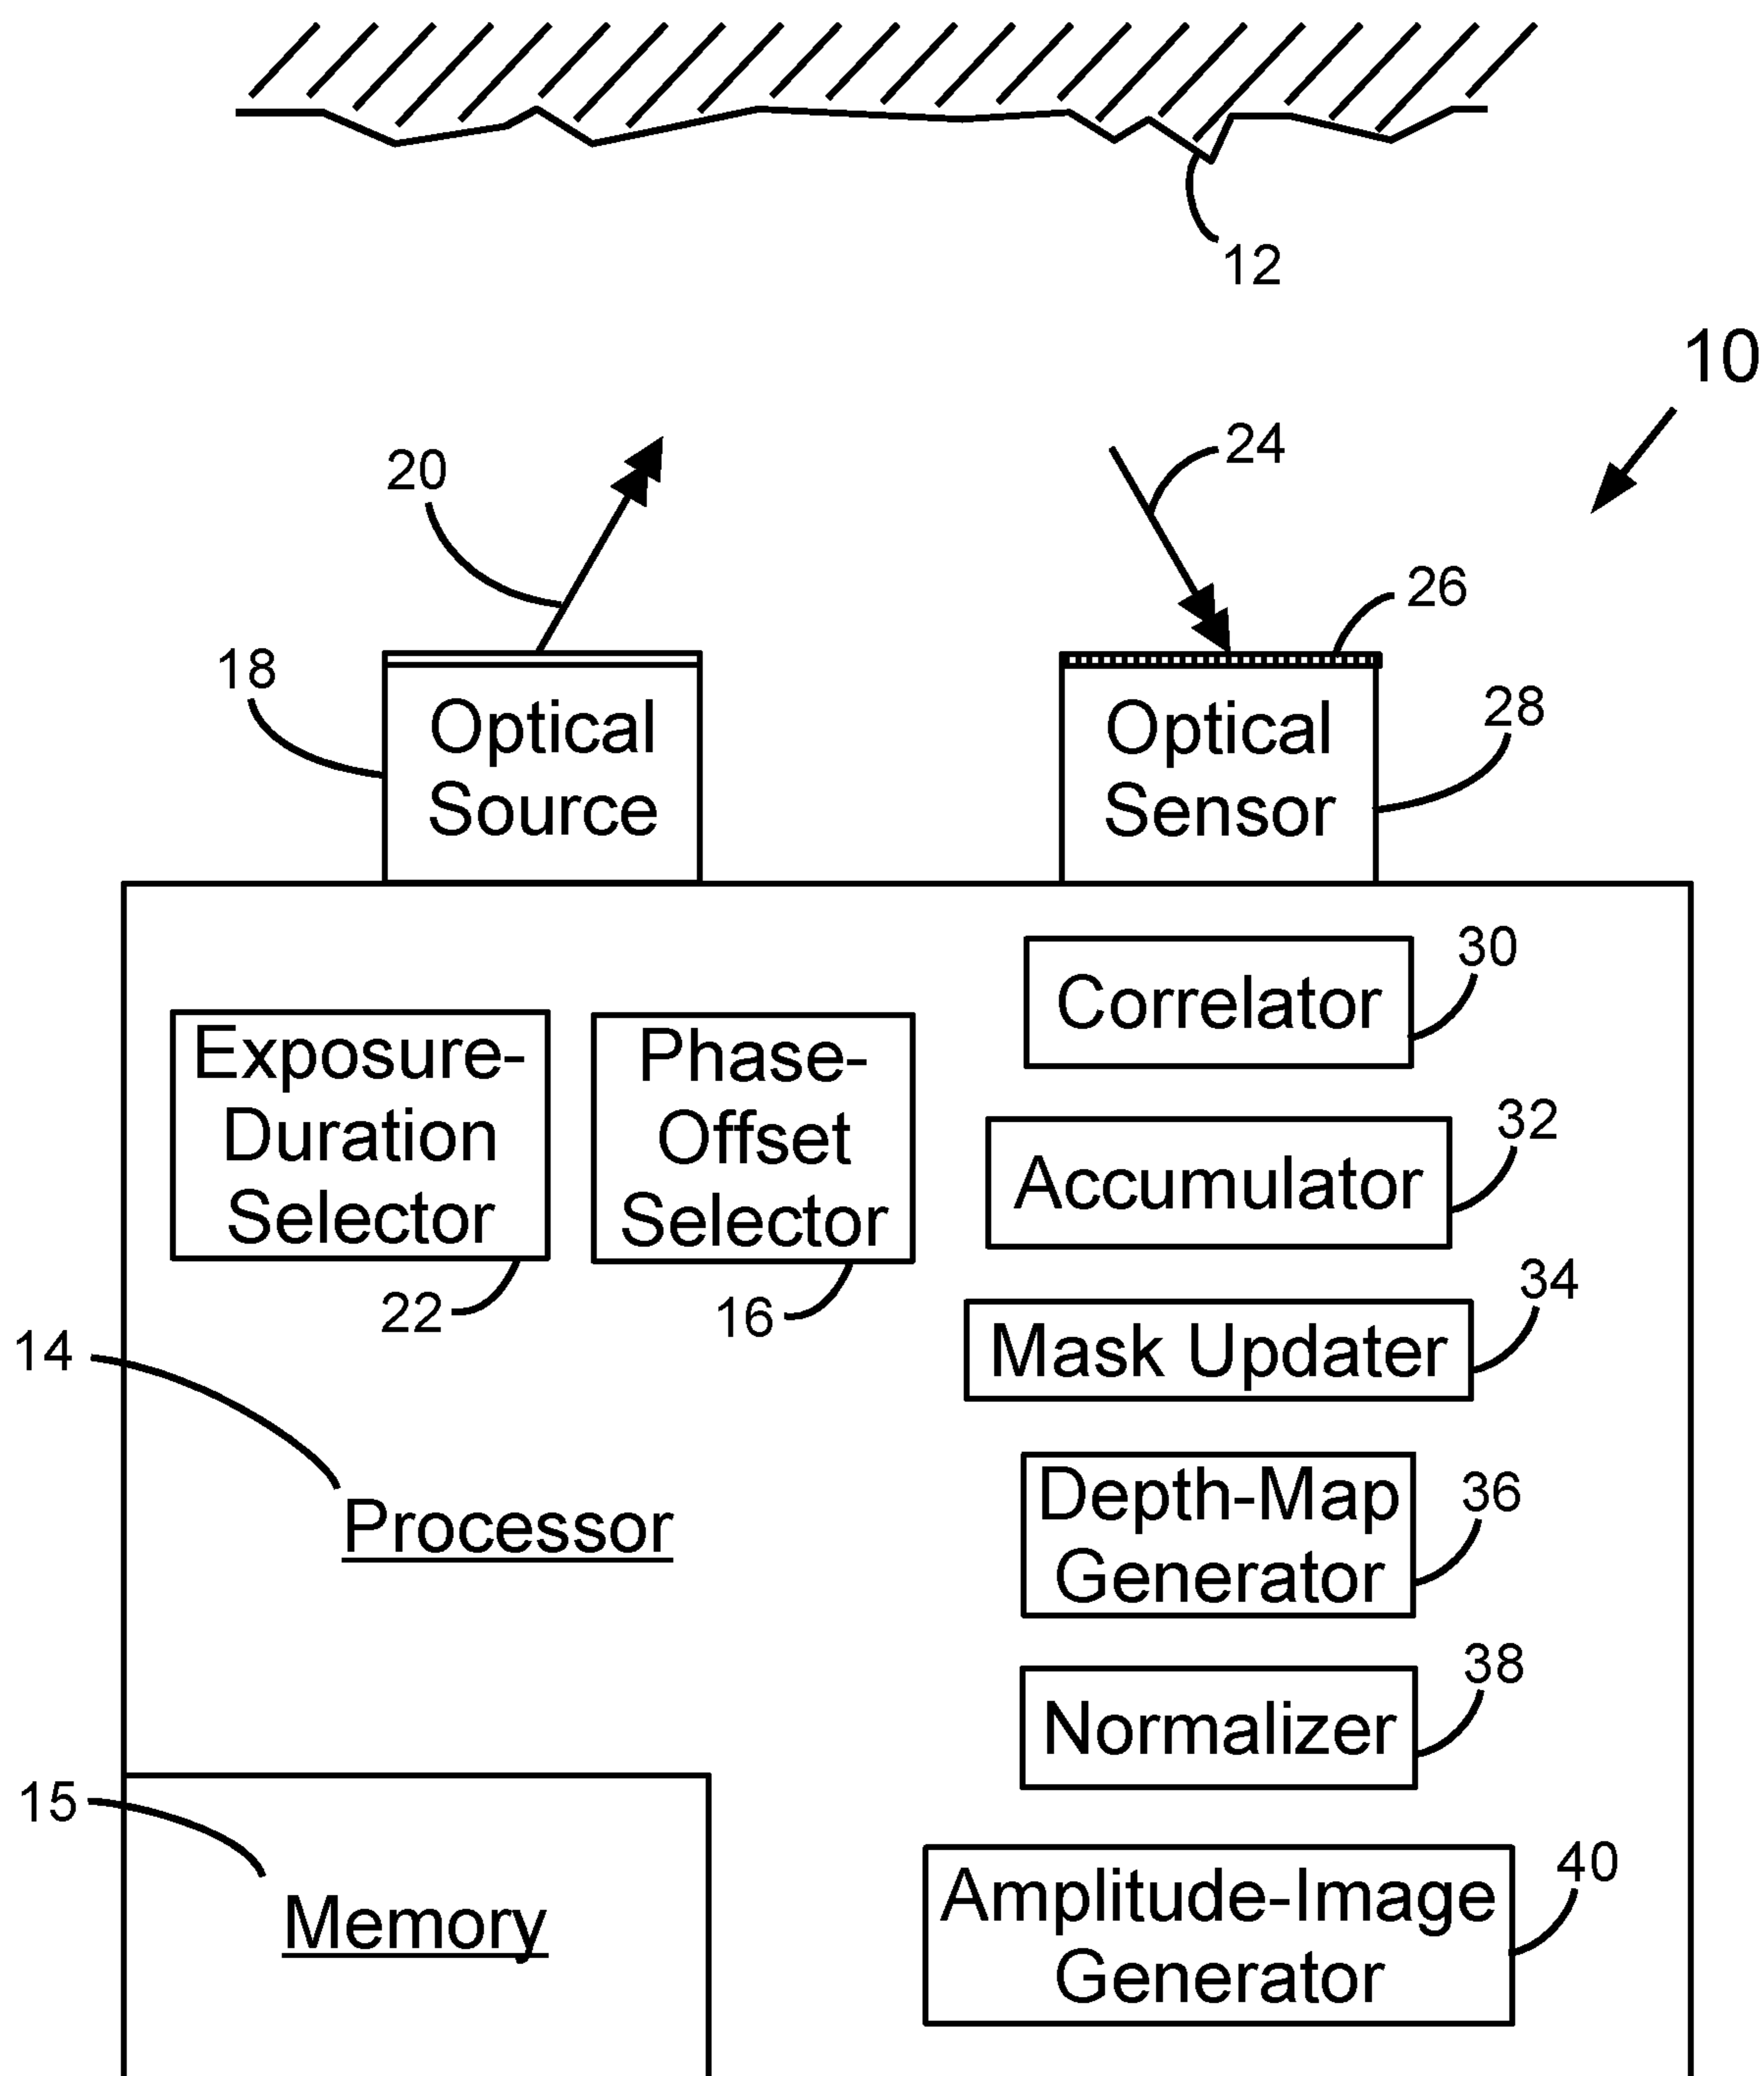 12
10
20
24
26
18
28
Optical
Source
Optical
Sensor
30
Correlator
Exposure-
Duration
Selector
Phase-
Offset
Selector
32
Accumulator
22
16
34
Mask Updater
14
Processor
36
Depth-Map
Generator
38
Normalizer
15
Memory
40
Amplitude-Image
Generator